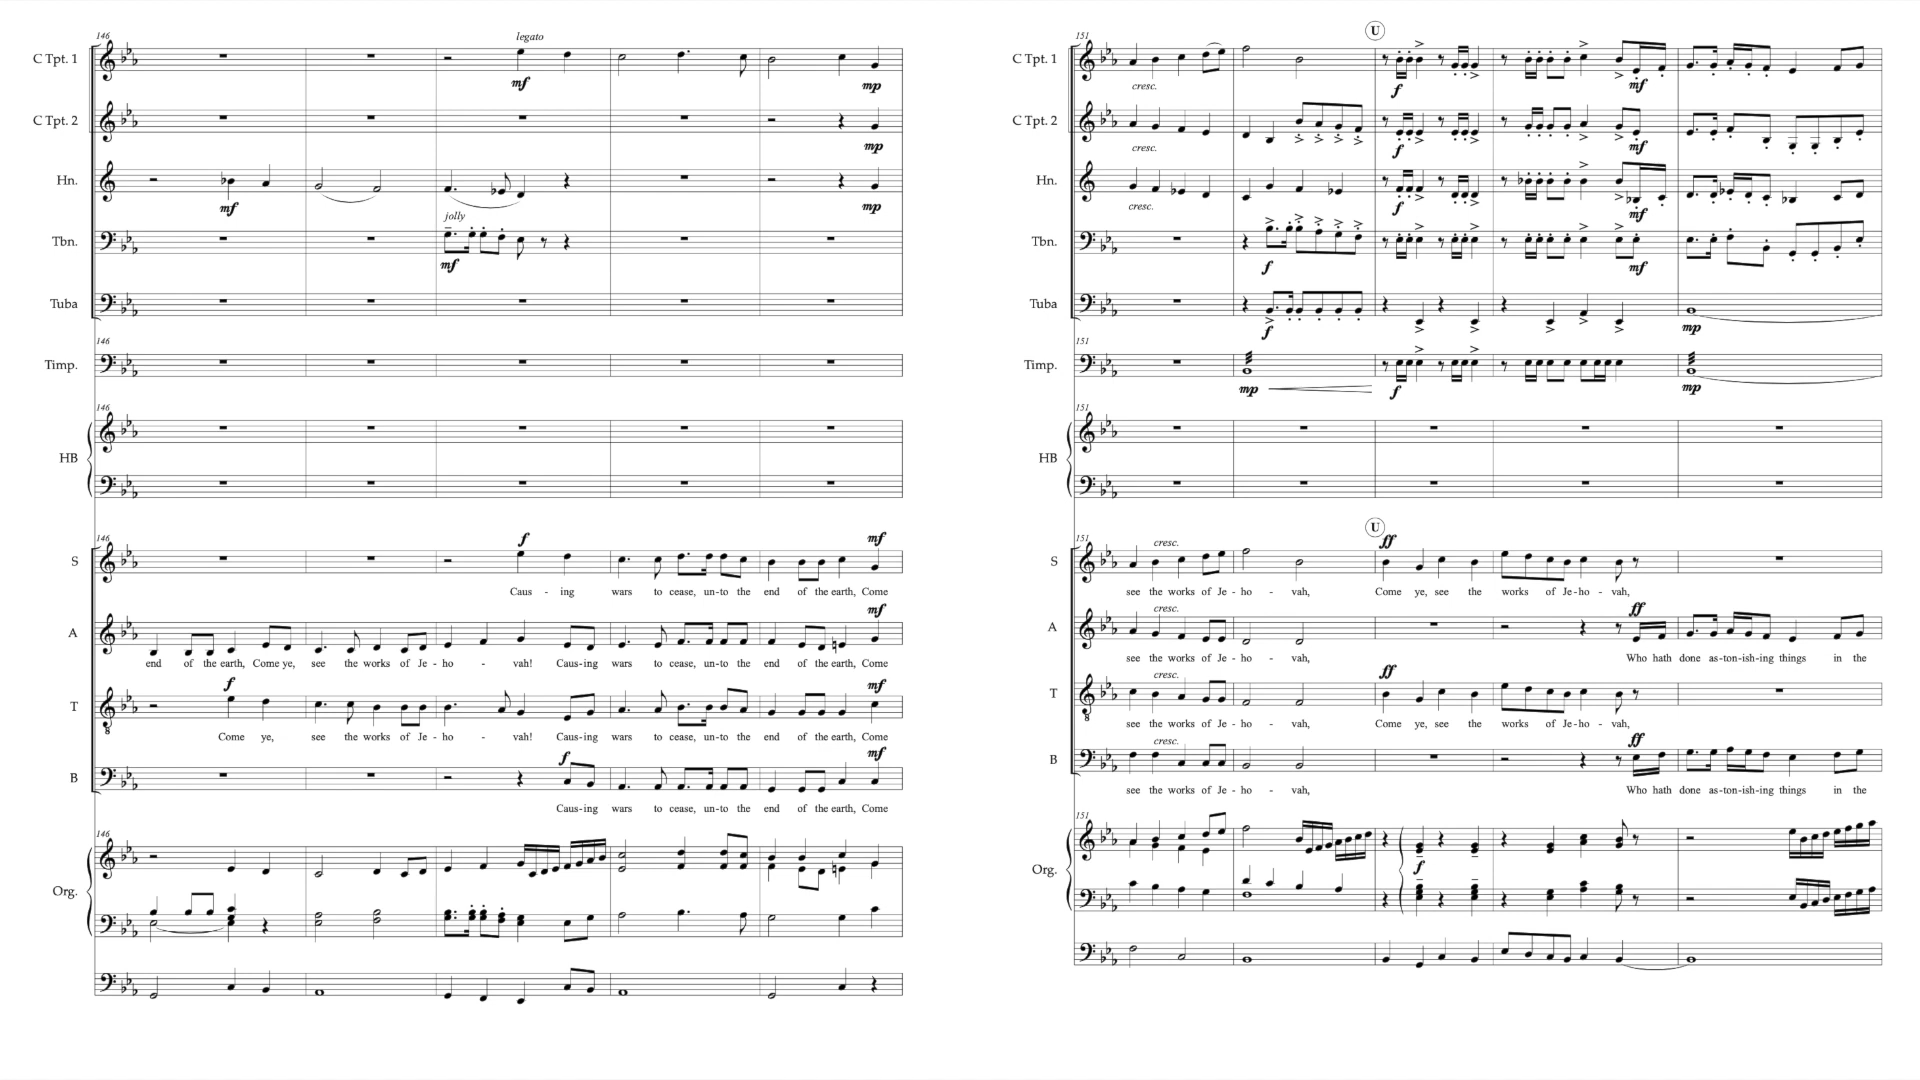 146
legato
C Tpt. 1
mf
mp
C Tpt. 2
mp
Hn.
mf
mp
jolly
Tbn.
mf
Tuba
146
Timp.
146
HB
146
f
mf
S
Caus - ing wars to cease, un-to the end of the earth, Come
mf
A
end of the earth, Come ye, see the works of Je - ho - vah! Caus-ing wars to cease, un-to the end of the earth, Come
f
mf
T
Come ye, see the works of Je - ho - vah! Caus-ing wars to cease, un-to the end of the earth, Come
f
mf
B
Caus-ing wars to cease, un-to the end of the earth, Come
146
Org.
151
U
C Tpt. 1
cresc.
f
mf
C Tpt. 2
cresc.
f
mf
Hn.
cresc.
f
mf
Tbn.
f
mf
Tuba
f
mp
151
Timp.
mp
f
mp
151
HB
U
151
cresc.
ff
S
see the works of Je - ho - vah, Come ye, see the works of Je - ho - vah,
cresc.
ff
A
see the works of Je - ho - vah, Who hath done as-ton-ish-ing things in the
cresc.
ff
T
8
see the works of Je - ho - vah, Come ye, see the works of Je - ho - vah,
cresc.
ff
B
see the works of Je - ho - vah, Who hath done as-ton-ish-ing things in the
151
Org.
f